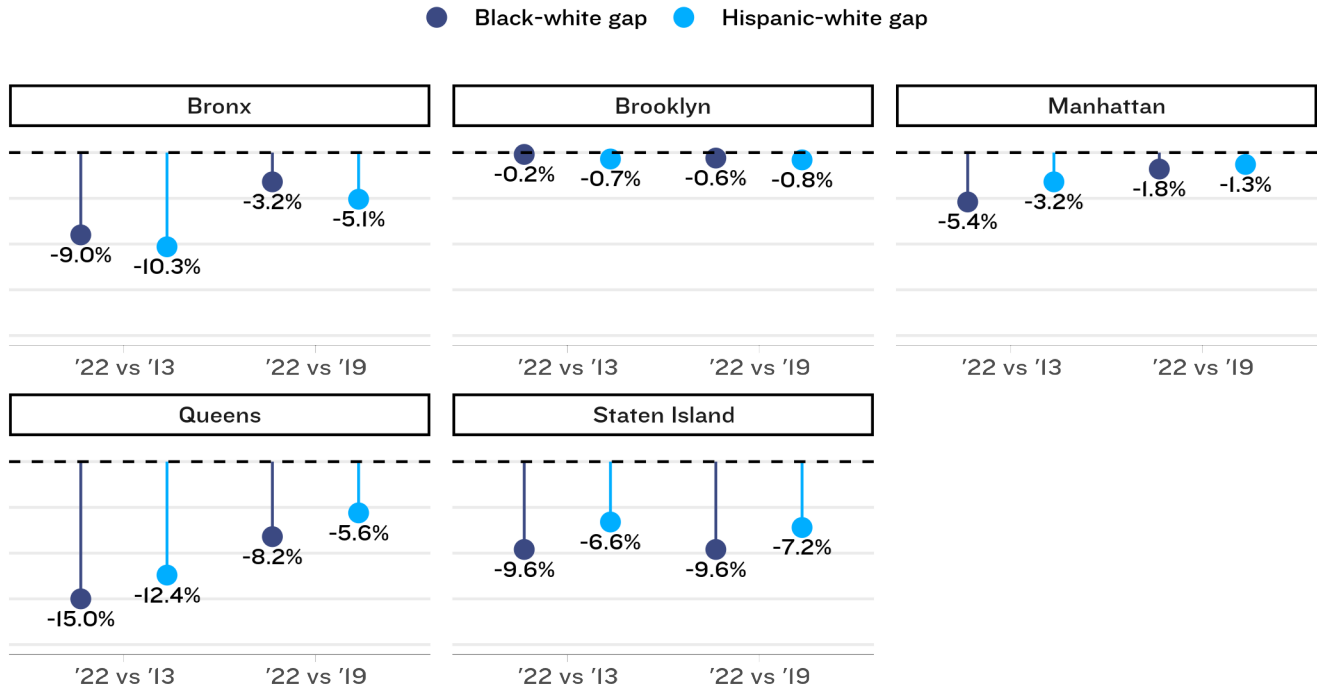 Black-white gap Hispanic-white gap
Bronx
-9.0%
-10.3%
-3.2%
-5.1%
'22 vs '13
'22 vs '19
Brooklyn
-0.2%
-0.7%
-0.6%
-0.8%
'22 vs '13
'22 vs '19
Manhattan
-5.4%
-3.2%
-1.8%
-1.3%
'22 vs '13
'22 vs '19
Queens
-15.0%
-12.4%
-8.2%
-5.6%
'22 vs '13
'22 vs '19
Staten Island
-9.6%
-6.6%
-9.6%
-7.2%
'22 vs '13
'22 vs '19